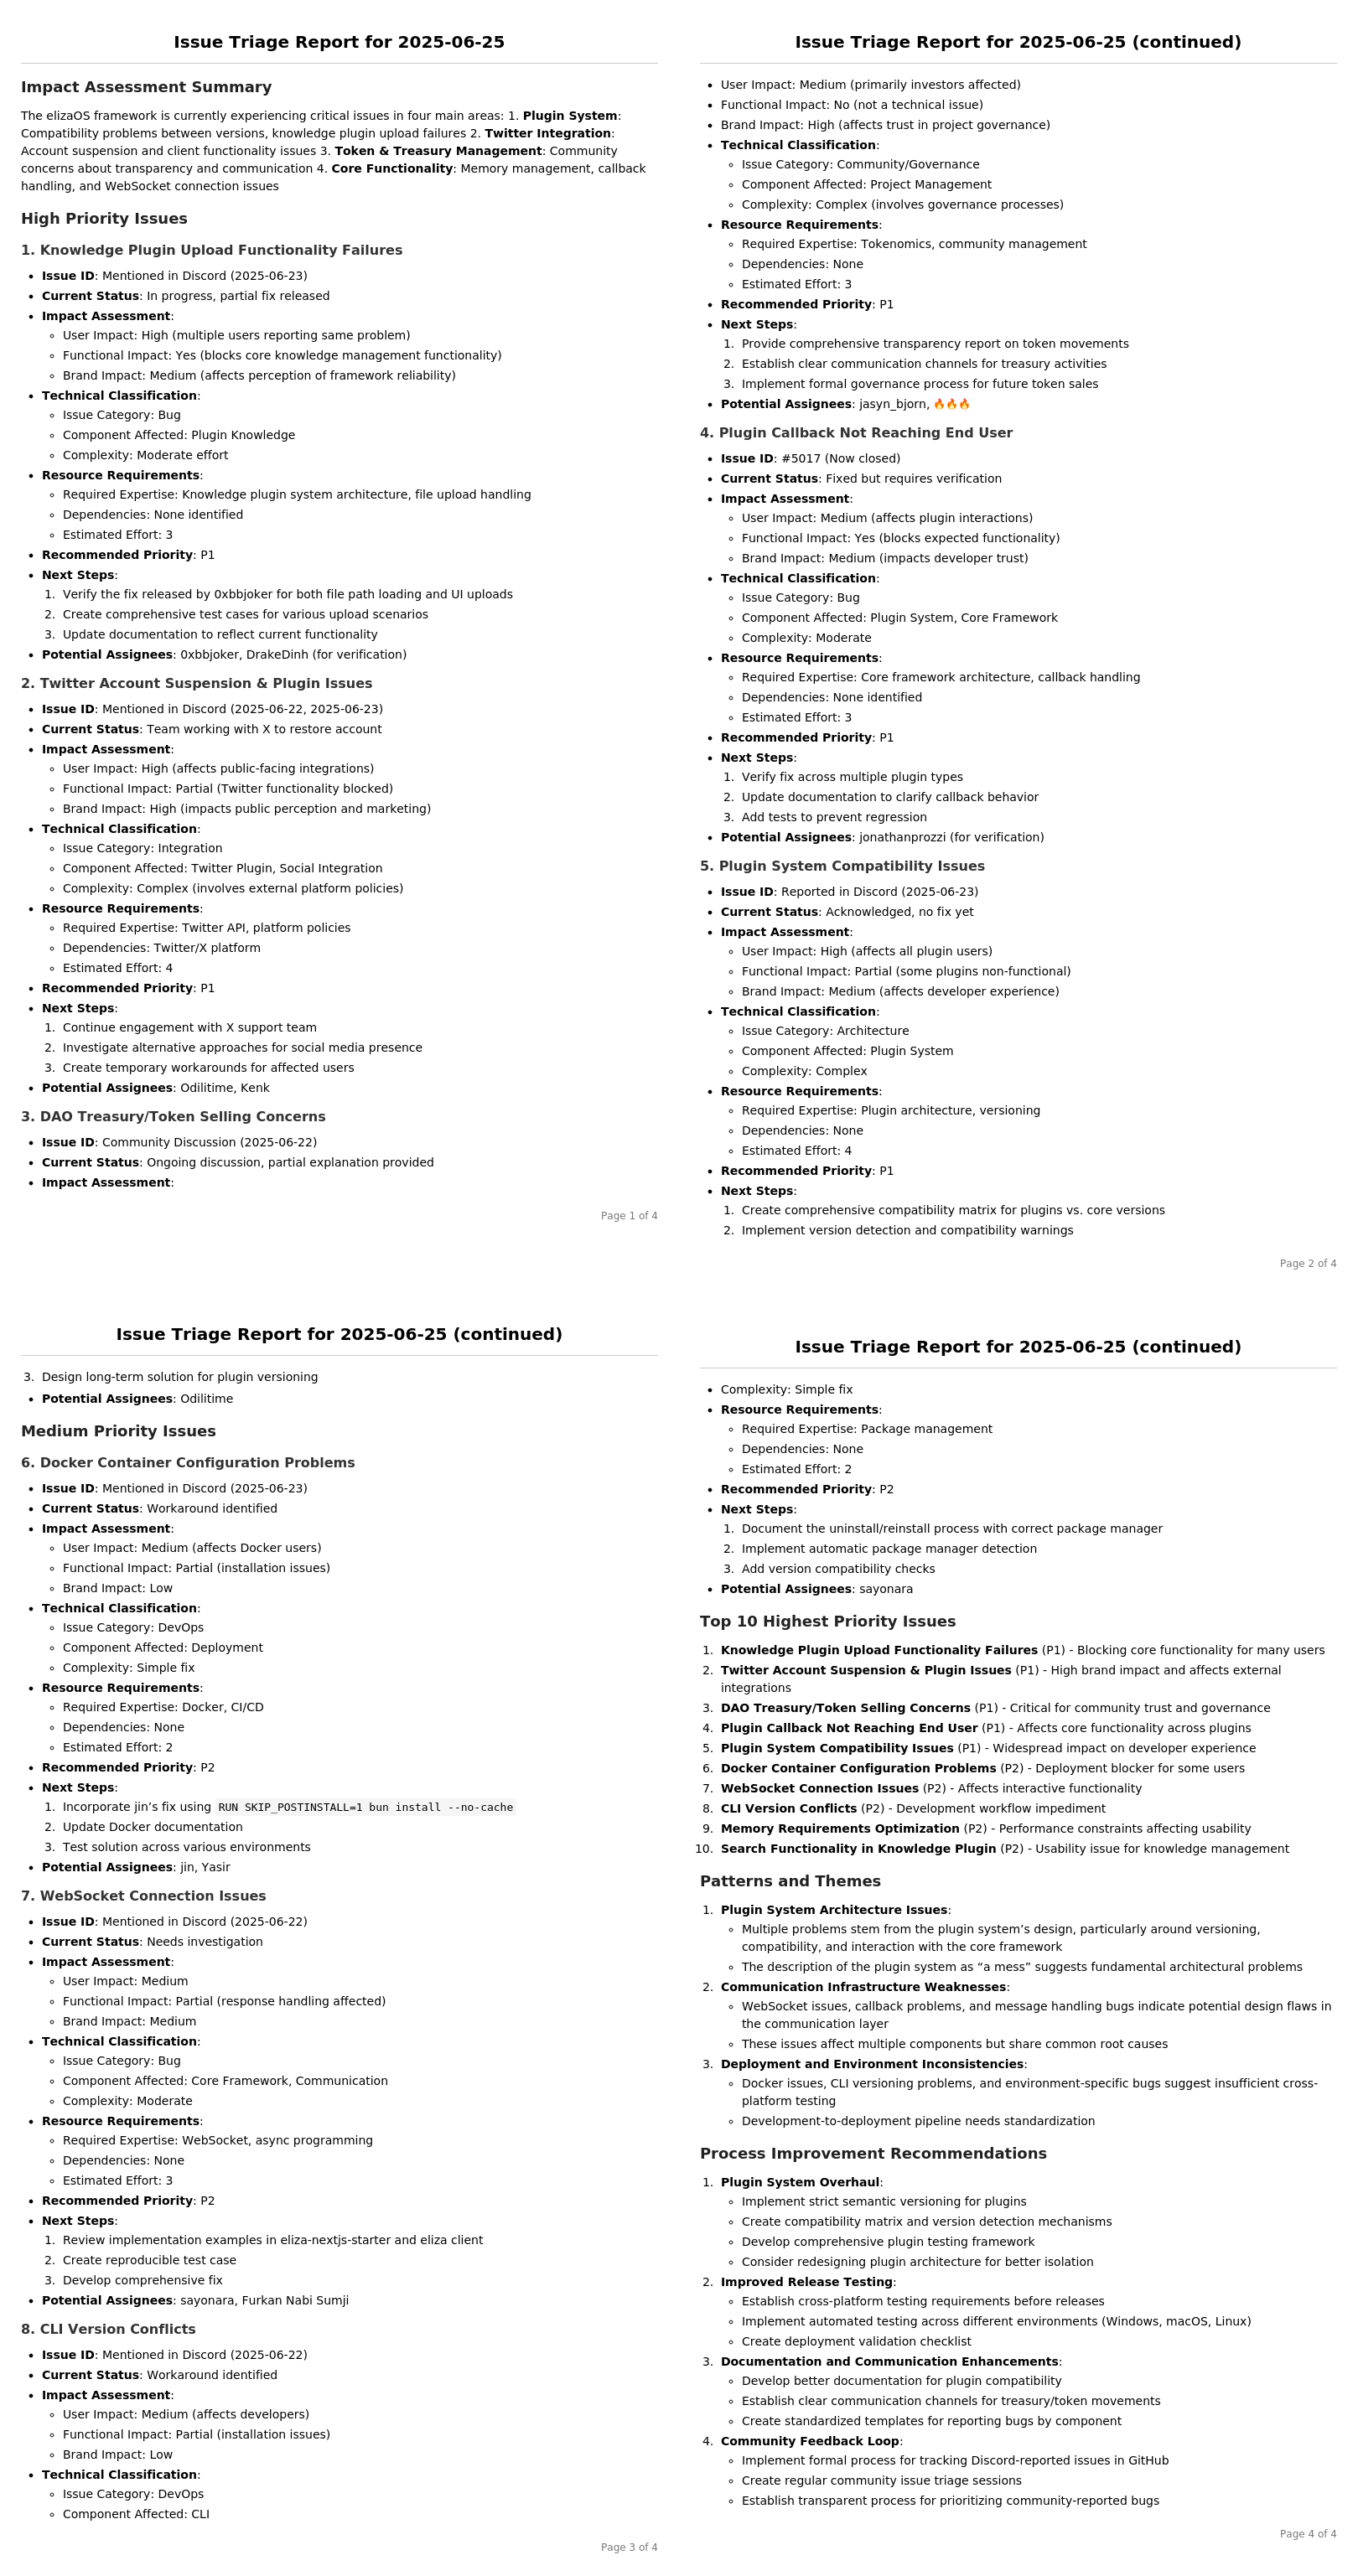 Issue Triage Report for 2025-06-25
Impact Assessment Summary
The elizaOS framework is currently experiencing critical issues in four main areas: 1. Plugin System:
Compatibility problems between versions, knowledge plugin upload failures 2. Twitter Integration:
Account suspension and client functionality issues 3. Token & Treasury Management: Community
concerns about transparency and communication 4. Core Functionality: Memory management, callback
handling, and WebSocket connection issues
High Priority Issues
1. Knowledge Plugin Upload Functionality Failures
• Issue ID: Mentioned in Discord (2025-06-23)
• Current Status: In progress, partial fix released
• Impact Assessment:
◦ User Impact: High (multiple users reporting same problem)
◦ Functional Impact: Yes (blocks core knowledge management functionality)
◦ Brand Impact: Medium (affects perception of framework reliability)
• Technical Classification:
◦ Issue Category: Bug
◦ Component Affected: Plugin Knowledge
◦ Complexity: Moderate effort
• Resource Requirements:
◦ Required Expertise: Knowledge plugin system architecture, file upload handling
◦ Dependencies: None identified
◦ Estimated Effort: 3
• Recommended Priority: P1
• Next Steps:
1. Verify the fix released by 0xbbjoker for both file path loading and UI uploads
2. Create comprehensive test cases for various upload scenarios
3. Update documentation to reflect current functionality
• Potential Assignees: 0xbbjoker, DrakeDinh (for verification)
2. Twitter Account Suspension & Plugin Issues
• Issue ID: Mentioned in Discord (2025-06-22, 2025-06-23)
• Current Status: Team working with X to restore account
• Impact Assessment:
◦ User Impact: High (affects public-facing integrations)
◦ Functional Impact: Partial (Twitter functionality blocked)
◦ Brand Impact: High (impacts public perception and marketing)
• Technical Classification:
◦ Issue Category: Integration
◦ Component Affected: Twitter Plugin, Social Integration
◦ Complexity: Complex (involves external platform policies)
• Resource Requirements:
◦ Required Expertise: Twitter API, platform policies
◦ Dependencies: Twitter/X platform
◦ Estimated Effort: 4
• Recommended Priority: P1
• Next Steps:
1. Continue engagement with X support team
2. Investigate alternative approaches for social media presence
3. Create temporary workarounds for affected users
• Potential Assignees: Odilitime, Kenk
3. DAO Treasury/Token Selling Concerns
• Issue ID: Community Discussion (2025-06-22)
• Current Status: Ongoing discussion, partial explanation provided
• Impact Assessment:
Page 1 of 4
Issue Triage Report for 2025-06-25 (continued)
• User Impact: Medium (primarily investors affected)
• Functional Impact: No (not a technical issue)
• Brand Impact: High (affects trust in project governance)
• Technical Classification:
◦ Issue Category: Community/Governance
◦ Component Affected: Project Management
◦ Complexity: Complex (involves governance processes)
• Resource Requirements:
◦ Required Expertise: Tokenomics, community management
◦ Dependencies: None
◦ Estimated Effort: 3
• Recommended Priority: P1
• Next Steps:
1. Provide comprehensive transparency report on token movements
2. Establish clear communication channels for treasury activities
3. Implement formal governance process for future token sales
• Potential Assignees: jasyn_bjorn, 🔥🔥🔥
4. Plugin Callback Not Reaching End User
• Issue ID: #5017 (Now closed)
• Current Status: Fixed but requires verification
• Impact Assessment:
◦ User Impact: Medium (affects plugin interactions)
◦ Functional Impact: Yes (blocks expected functionality)
◦ Brand Impact: Medium (impacts developer trust)
• Technical Classification:
◦ Issue Category: Bug
◦ Component Affected: Plugin System, Core Framework
◦ Complexity: Moderate
• Resource Requirements:
◦ Required Expertise: Core framework architecture, callback handling
◦ Dependencies: None identified
◦ Estimated Effort: 3
• Recommended Priority: P1
• Next Steps:
1. Verify fix across multiple plugin types
2. Update documentation to clarify callback behavior
3. Add tests to prevent regression
• Potential Assignees: jonathanprozzi (for verification)
5. Plugin System Compatibility Issues
• Issue ID: Reported in Discord (2025-06-23)
• Current Status: Acknowledged, no fix yet
• Impact Assessment:
◦ User Impact: High (affects all plugin users)
◦ Functional Impact: Partial (some plugins non-functional)
◦ Brand Impact: Medium (affects developer experience)
• Technical Classification:
◦ Issue Category: Architecture
◦ Component Affected: Plugin System
◦ Complexity: Complex
• Resource Requirements:
◦ Required Expertise: Plugin architecture, versioning
◦ Dependencies: None
◦ Estimated Effort: 4
• Recommended Priority: P1
• Next Steps:
1. Create comprehensive compatibility matrix for plugins vs. core versions
2. Implement version detection and compatibility warnings
Page 2 of 4
Issue Triage Report for 2025-06-25 (continued)
3. Design long-term solution for plugin versioning
• Potential Assignees: Odilitime
Medium Priority Issues
6. Docker Container Configuration Problems
• Issue ID: Mentioned in Discord (2025-06-23)
• Current Status: Workaround identified
• Impact Assessment:
◦ User Impact: Medium (affects Docker users)
◦ Functional Impact: Partial (installation issues)
◦ Brand Impact: Low
• Technical Classification:
◦ Issue Category: DevOps
◦ Component Affected: Deployment
◦ Complexity: Simple fix
• Resource Requirements:
◦ Required Expertise: Docker, CI/CD
◦ Dependencies: None
◦ Estimated Effort: 2
• Recommended Priority: P2
• Next Steps:
1. Incorporate jin’s fix using RUN SKIP_POSTINSTALL=1 bun install --no-cache
2. Update Docker documentation
3. Test solution across various environments
• Potential Assignees: jin, Yasir
7. WebSocket Connection Issues
• Issue ID: Mentioned in Discord (2025-06-22)
• Current Status: Needs investigation
• Impact Assessment:
◦ User Impact: Medium
◦ Functional Impact: Partial (response handling affected)
◦ Brand Impact: Medium
• Technical Classification:
◦ Issue Category: Bug
◦ Component Affected: Core Framework, Communication
◦ Complexity: Moderate
• Resource Requirements:
◦ Required Expertise: WebSocket, async programming
◦ Dependencies: None
◦ Estimated Effort: 3
• Recommended Priority: P2
• Next Steps:
1. Review implementation examples in eliza-nextjs-starter and eliza client
2. Create reproducible test case
3. Develop comprehensive fix
• Potential Assignees: sayonara, Furkan Nabi Sumji
8. CLI Version Conflicts
• Issue ID: Mentioned in Discord (2025-06-22)
• Current Status: Workaround identified
• Impact Assessment:
◦ User Impact: Medium (affects developers)
◦ Functional Impact: Partial (installation issues)
◦ Brand Impact: Low
• Technical Classification:
◦ Issue Category: DevOps
◦ Component Affected: CLI
Page 3 of 4
Issue Triage Report for 2025-06-25 (continued)
• Complexity: Simple fix
• Resource Requirements:
◦ Required Expertise: Package management
◦ Dependencies: None
◦ Estimated Effort: 2
• Recommended Priority: P2
• Next Steps:
1. Document the uninstall/reinstall process with correct package manager
2. Implement automatic package manager detection
3. Add version compatibility checks
• Potential Assignees: sayonara
Top 10 Highest Priority Issues
1. Knowledge Plugin Upload Functionality Failures (P1) - Blocking core functionality for many users
2. Twitter Account Suspension & Plugin Issues (P1) - High brand impact and affects external
integrations
3. DAO Treasury/Token Selling Concerns (P1) - Critical for community trust and governance
4. Plugin Callback Not Reaching End User (P1) - Affects core functionality across plugins
5. Plugin System Compatibility Issues (P1) - Widespread impact on developer experience
6. Docker Container Configuration Problems (P2) - Deployment blocker for some users
7. WebSocket Connection Issues (P2) - Affects interactive functionality
8. CLI Version Conflicts (P2) - Development workflow impediment
9. Memory Requirements Optimization (P2) - Performance constraints affecting usability
10. Search Functionality in Knowledge Plugin (P2) - Usability issue for knowledge management
Patterns and Themes
1. Plugin System Architecture Issues:
◦ Multiple problems stem from the plugin system’s design, particularly around versioning,
compatibility, and interaction with the core framework
◦ The description of the plugin system as “a mess” suggests fundamental architectural problems
2. Communication Infrastructure Weaknesses:
◦ WebSocket issues, callback problems, and message handling bugs indicate potential design flaws in
the communication layer
◦ These issues affect multiple components but share common root causes
3. Deployment and Environment Inconsistencies:
◦ Docker issues, CLI versioning problems, and environment-specific bugs suggest insufficient cross-
platform testing
◦ Development-to-deployment pipeline needs standardization
Process Improvement Recommendations
1. Plugin System Overhaul:
◦ Implement strict semantic versioning for plugins
◦ Create compatibility matrix and version detection mechanisms
◦ Develop comprehensive plugin testing framework
◦ Consider redesigning plugin architecture for better isolation
2. Improved Release Testing:
◦ Establish cross-platform testing requirements before releases
◦ Implement automated testing across different environments (Windows, macOS, Linux)
◦ Create deployment validation checklist
3. Documentation and Communication Enhancements:
◦ Develop better documentation for plugin compatibility
◦ Establish clear communication channels for treasury/token movements
◦ Create standardized templates for reporting bugs by component
4. Community Feedback Loop:
◦ Implement formal process for tracking Discord-reported issues in GitHub
◦ Create regular community issue triage sessions
◦ Establish transparent process for prioritizing community-reported bugs
Page 4 of 4